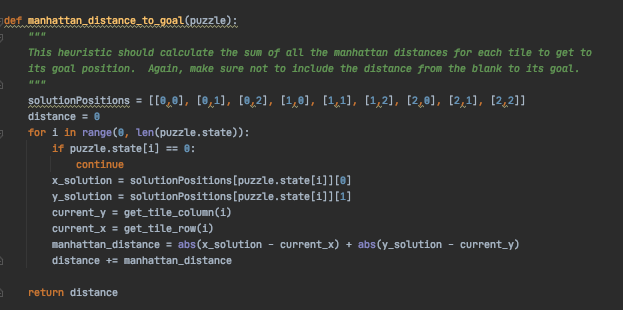 def manhattan_distance_to_goal(puzzle):
    """
    This heuristic should calculate the sum of all the manhattan distances for each tile to get to
    its goal position.  Again, make sure not to include the distance from the blank to its goal.
    """
    solutionPositions = [[0,0], [0,1], [0,2], [1,0], [1,1], [1,2], [2,0], [2,1], [2,2]]
    distance = 0
    for i in range(0, len(puzzle.state)):
        if puzzle.state[i] == 0:
            continue
        x_solution = solutionPositions[puzzle.state[i]][0]
        y_solution = solutionPositions[puzzle.state[i]][1]
        current_y = get_tile_column(i)
        current_x = get_tile_row(i)
        manhattan_distance = abs(x_solution - current_x) + abs(y_solution - current_y)
        distance += manhattan_distance
    return distance